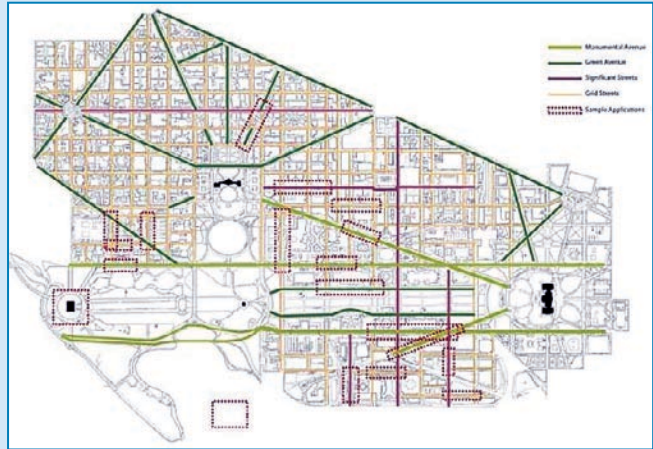 Monumental Avenue
Green Avenue
Significant Streets
Grid Streets
Sample Applications